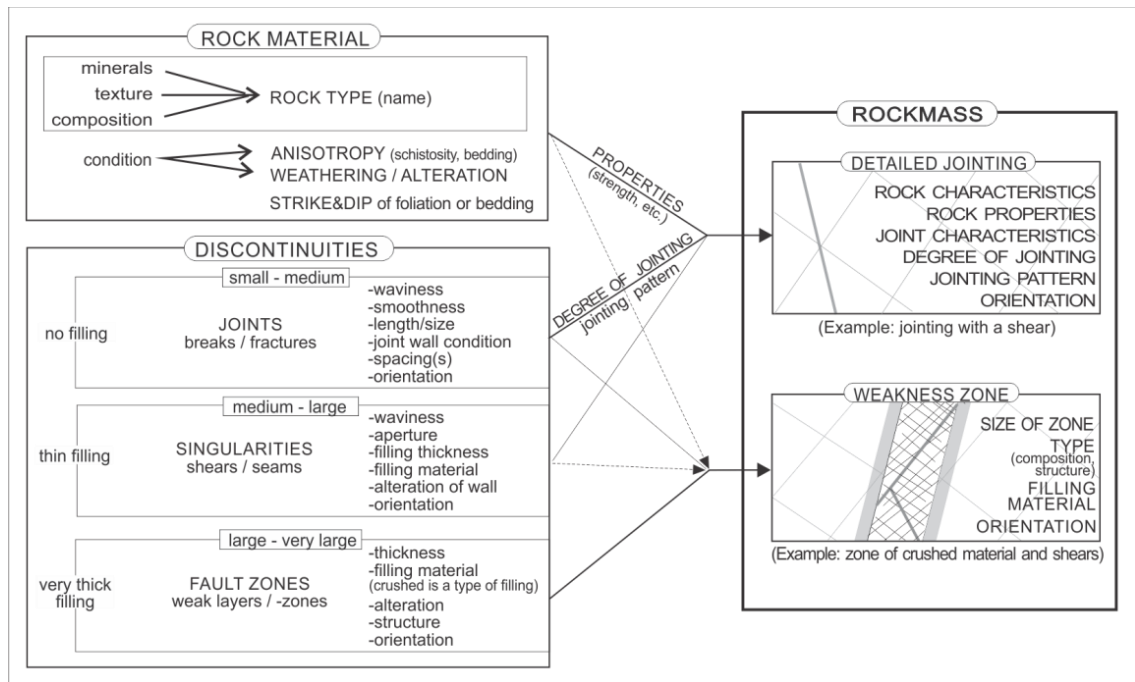 ROCK MATERIAL
minerals
texture
composition
ROCK TYPE (name)
condition
ANISOTROPY (schistosity, bedding)
WEATHERING / ALTERATION
STRIKE&DIP of foliation or bedding
DISCONTINUITIES
small - medium
no filling
JOINTS
breaks / fractures
-waviness
-smoothness
-length/size
-joint wall condition
-spacing(s)
-orientation
medium - large
thin filling
SINGULARITIES
shears / seams
-waviness
-aperture
-filling thickness
-filling material
-alteration of wall
-orientation
large - very large
very thick
filling
FAULT ZONES
weak layers / -zones
-thickness
-filling material
(crushed is a type of filling)
-alteration
-structure
-orientation
PROPERTIES
(strength, etc.)
DEGREE OF JOINTING
jointing pattern
ROCKMASS
DETAILED JOINTING
ROCK CHARACTERISTICS
ROCK PROPERTIES
JOINT CHARACTERISTICS
DEGREE OF JOINTING
JOINTING PATTERN
ORIENTATION
(Example: jointing with a shear)
WEAKNESS ZONE
SIZE OF ZONE
TYPE
(composition,
structure)
FILLING
MATERIAL
ORIENTATION
(Example: zone of crushed material and shears)